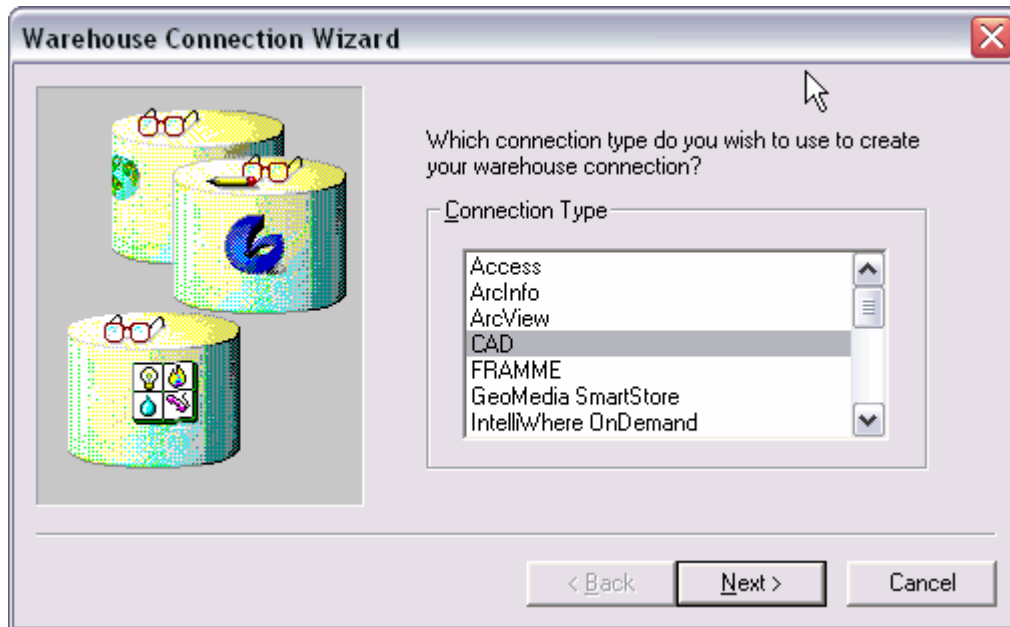 Warehouse Connection Wizard
Which connection type do you wish to use to create
your warehouse connection?
Connection Type
Access
ArcInfo
ArcView
CAD
FRAMME
GeoMedia SmartStore
IntelliWhere OnDemand
< Back
Next >
Cancel